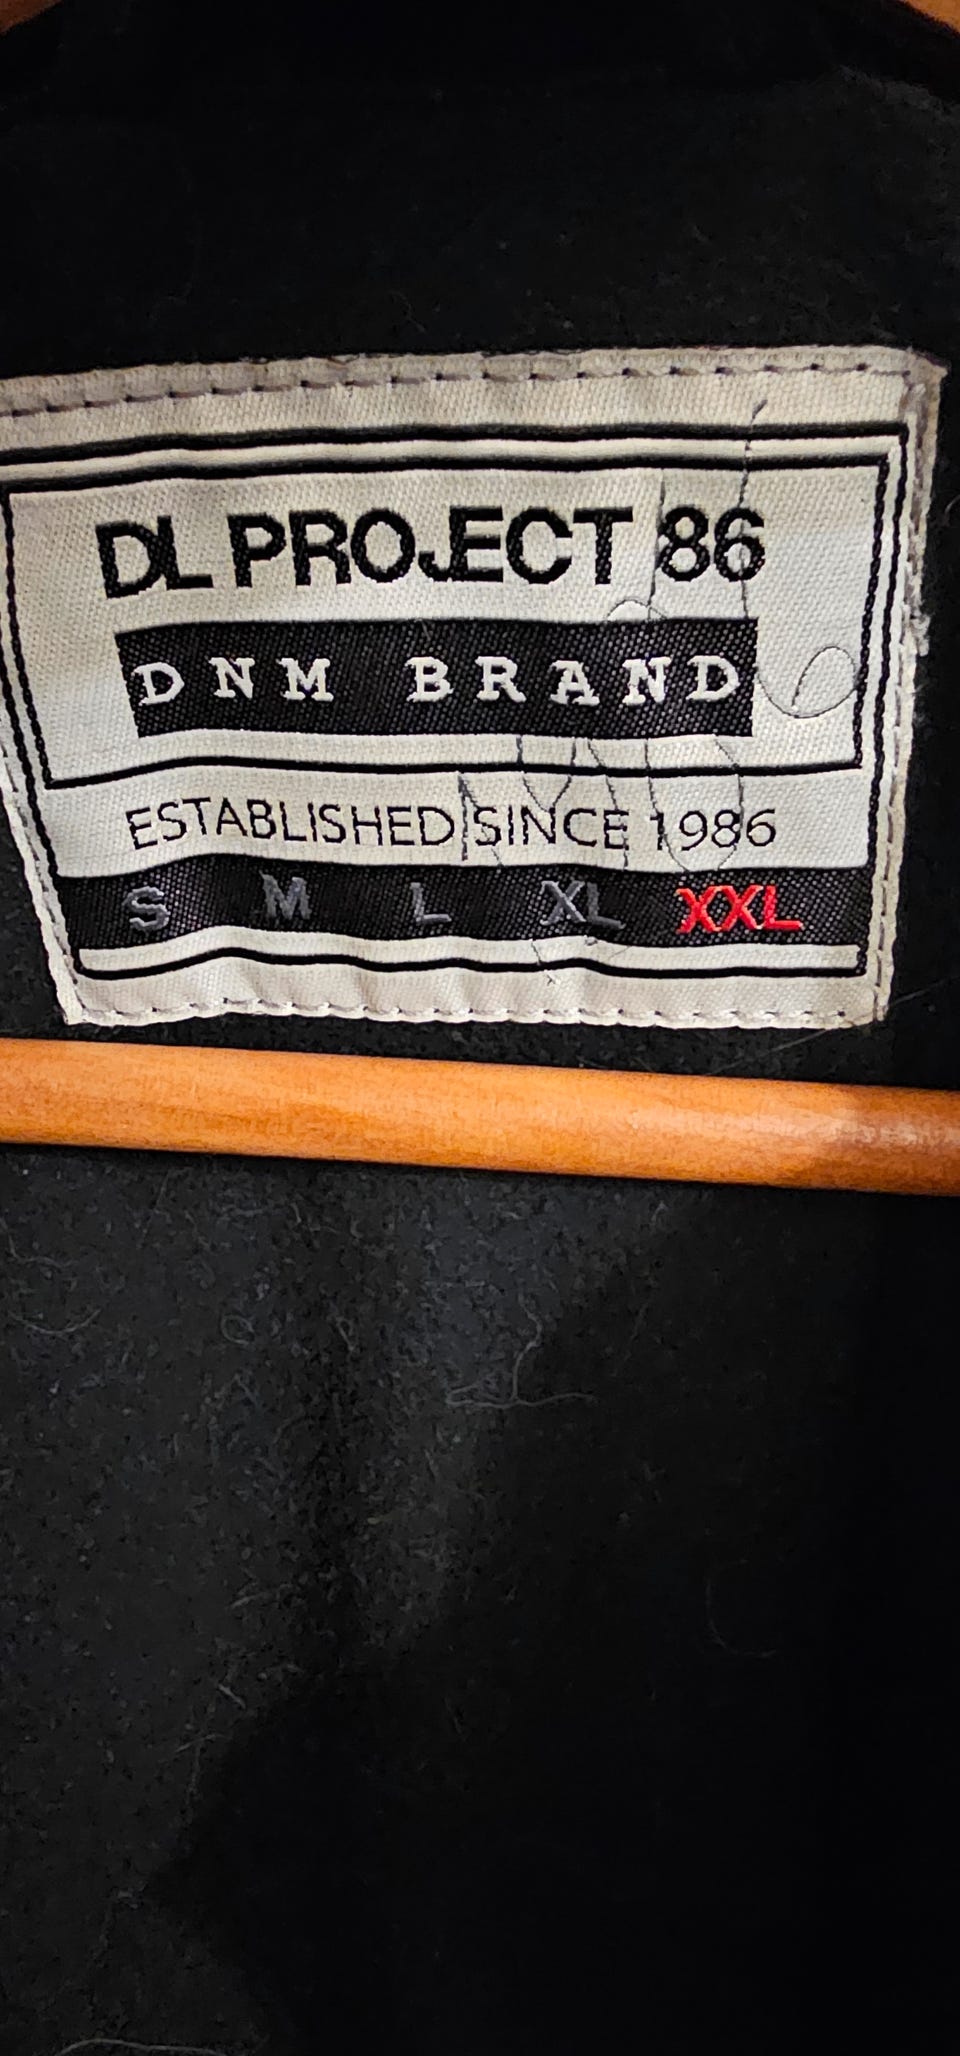 DL PROJECT 86
DNM BRAND
ESTABLISHED SINCE 1986
S M L XL XXL